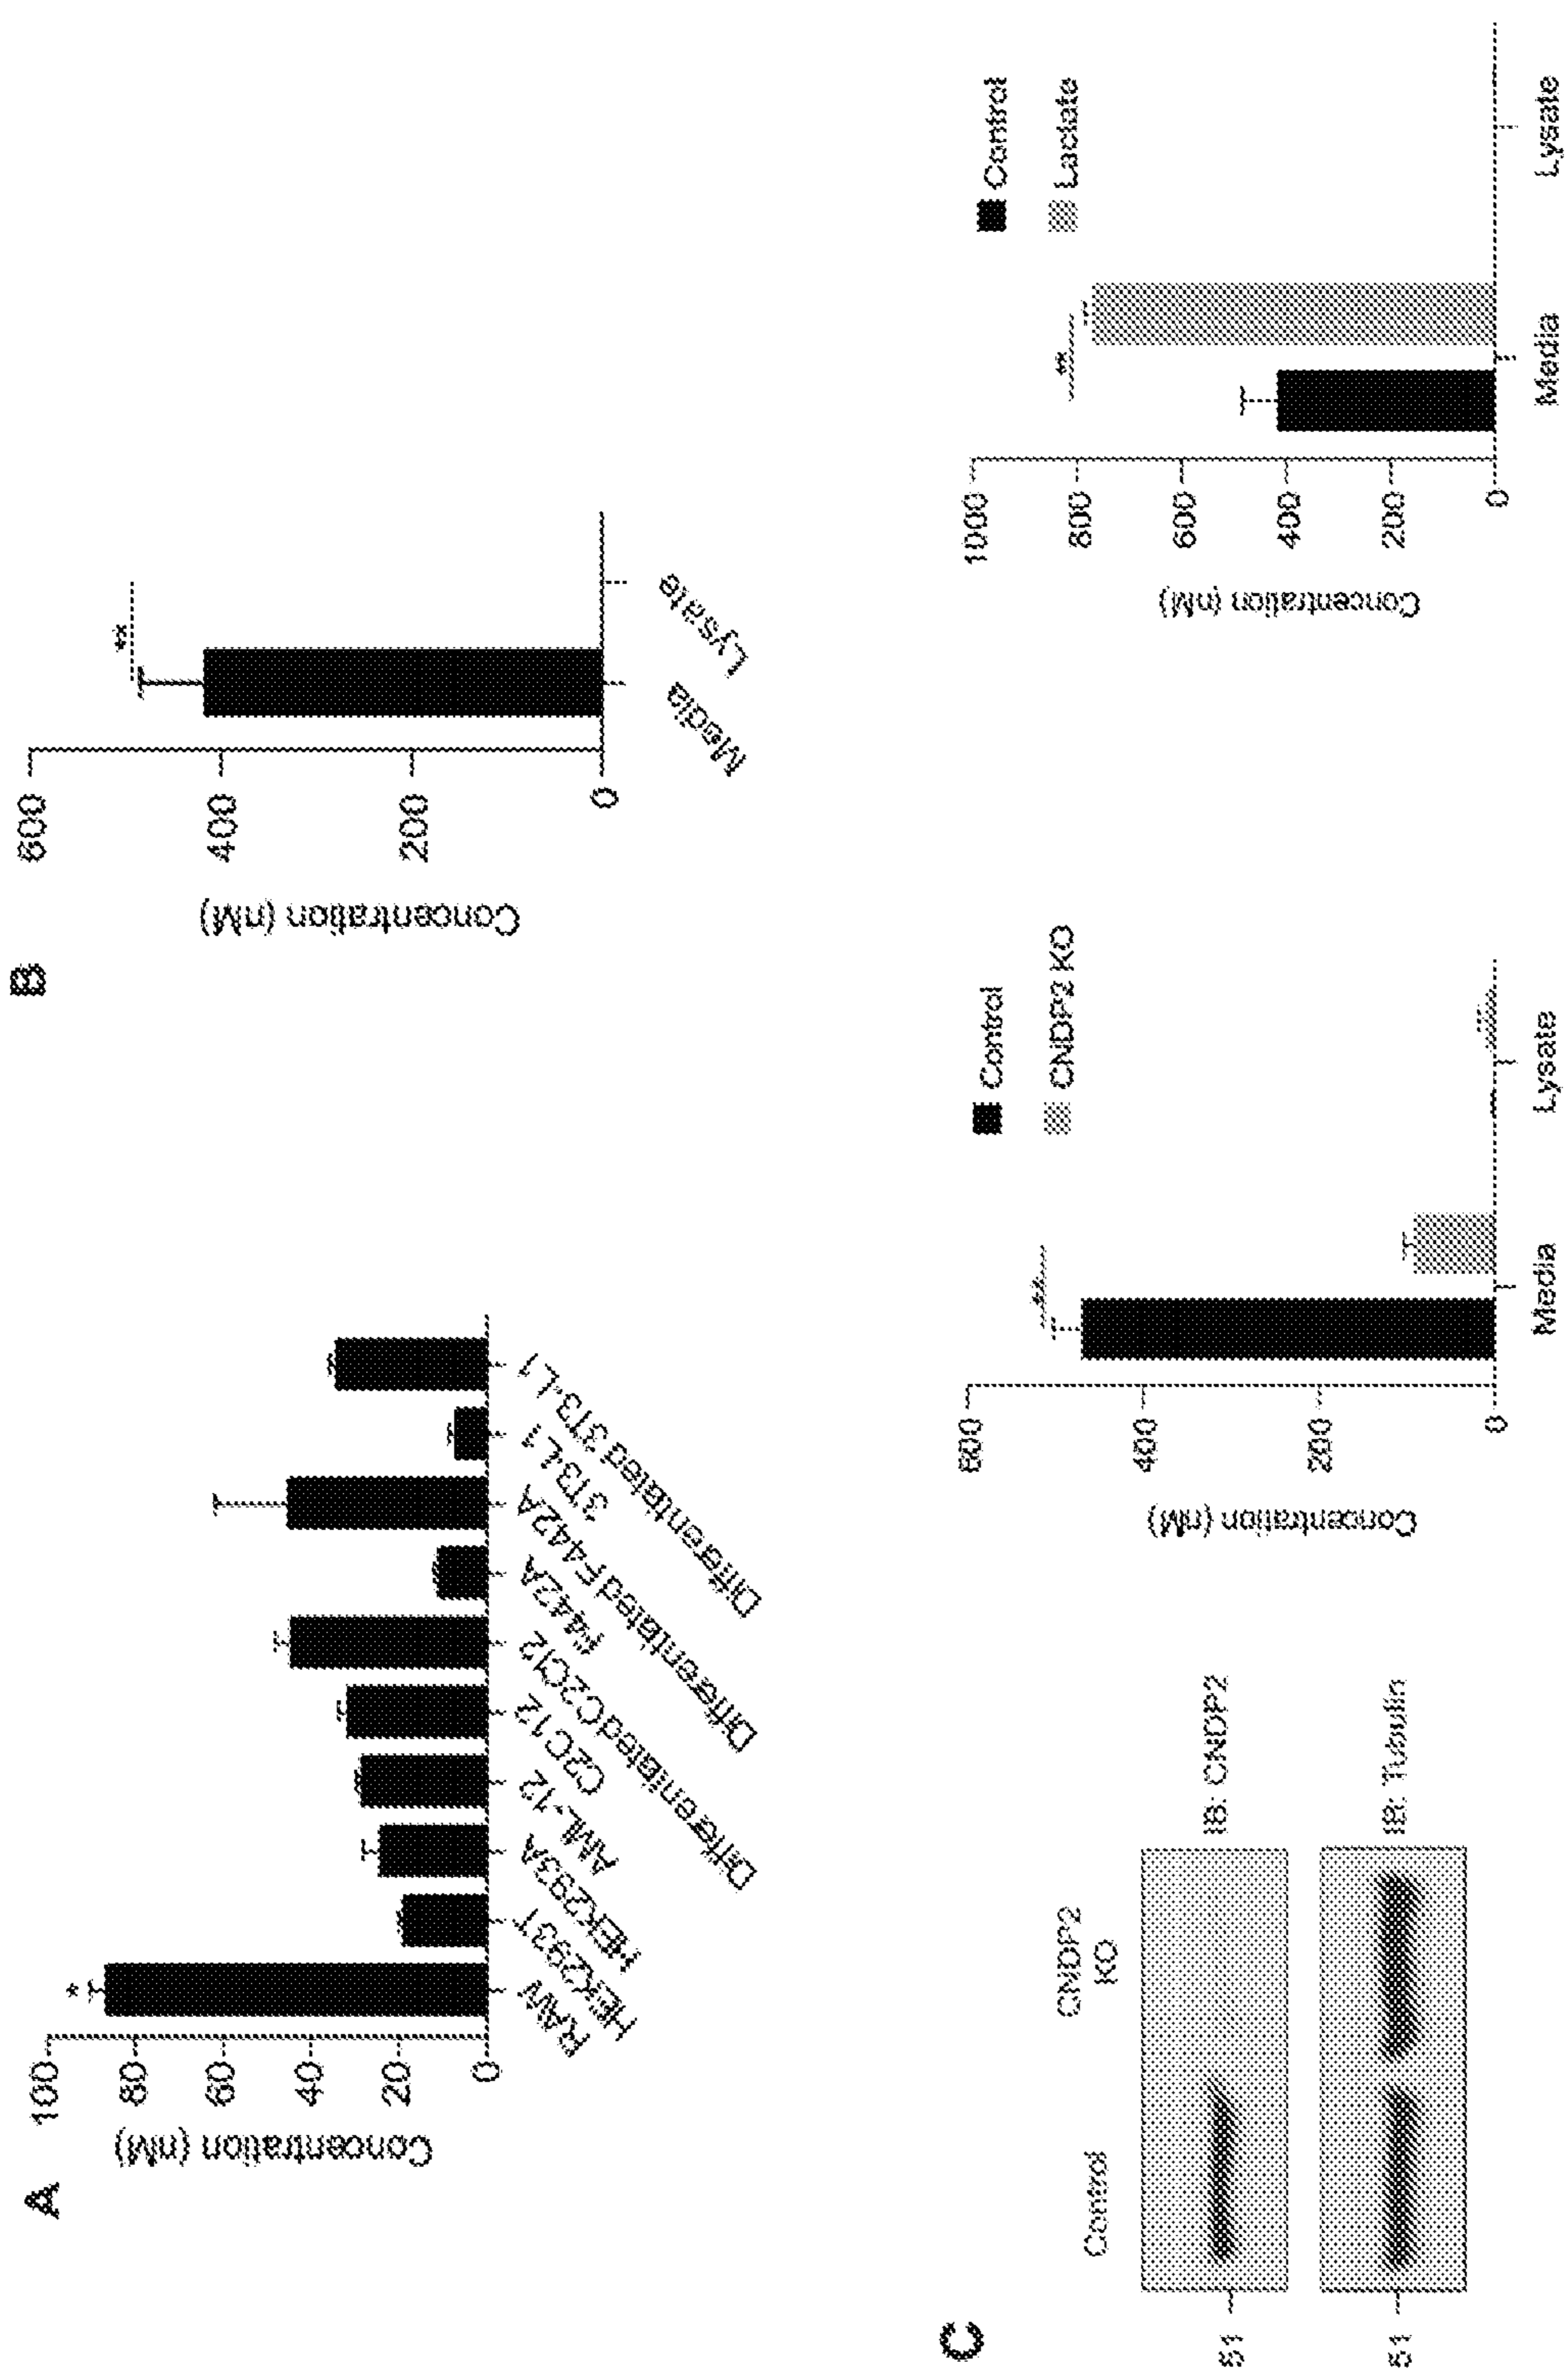 A
Concentration (nM)
100
80
60
40
20
0
*
RAW
HEK293T
HEK293A
AML-12
C2C12
Differentiated C2C12
F442A
Differentiated F442A
3T3-L1
Differentiated 3T3-L1
B
Concentration (nM)
600
400
200
0
**
Media
Lysate
C
Control
CNDP2
KO
51
IB: CNDP2
51
IB: Tubulin
Concentration (nM)
600
400
200
0
**
Control
CNDP2 KO
Media
Lysate
Concentration (nM)
1000
800
600
400
200
0
**
Control
Lactate
Media
Lysate